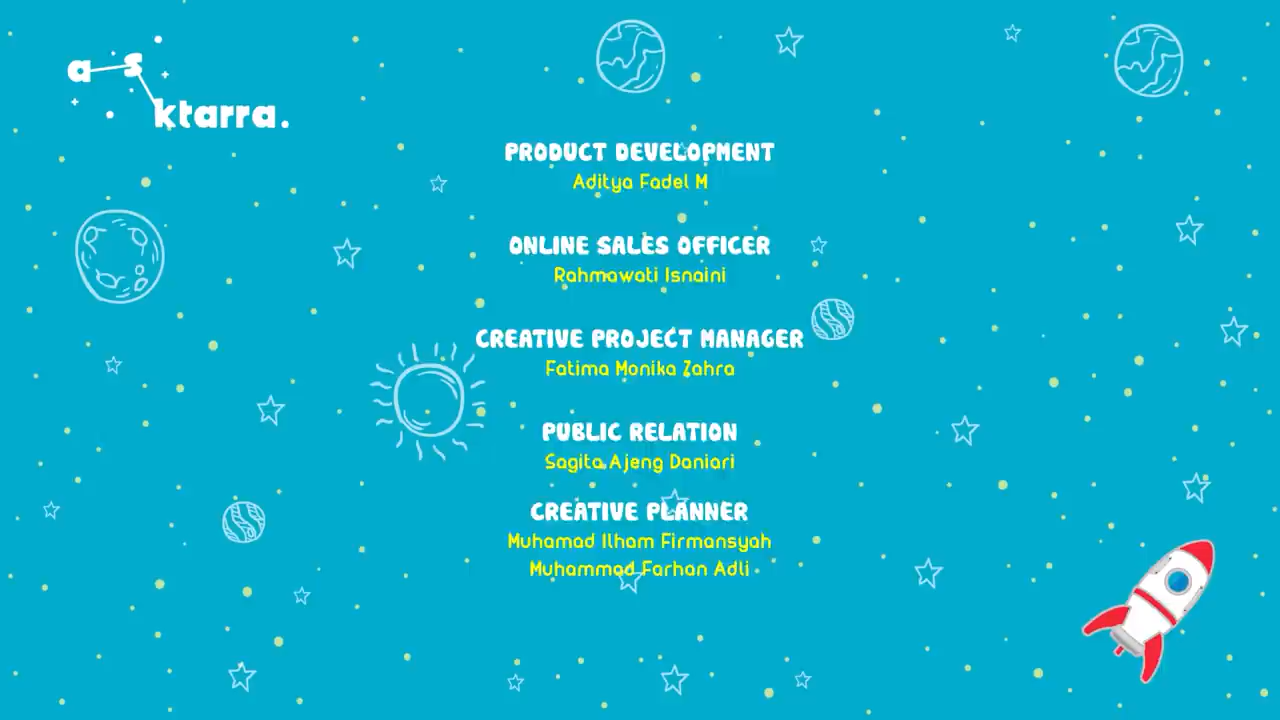 as
ktarra.
PRODUCT DEVELOPMENT
Aditya Fadel M
ONLINE SALES OFFICER
Rahmawati Isnaini
CREATIVE PROJECT MANAGER
Fatima Monika Zahra
PUBLIC RELATION
Sagita Ajeng Daniari
CREATIVE PLANNER
Muhamad Ilham Firmansyah
Muhammad Farhan Adli